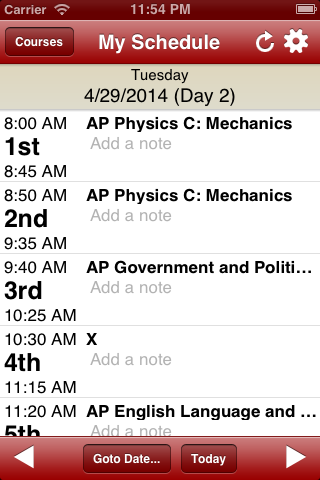 Carrier 11:54 PM
Courses My Schedule
Tuesday
4/29/2014 (Day 2)
8:00 AM AP Physics C: Mechanics
1st Add a note
8:45 AM
8:50 AM AP Physics C: Mechanics
2nd Add a note
9:35 AM
9:40 AM AP Government and Politi...
3rd Add a note
10:25 AM
10:30 AM X
4th Add a note
11:15 AM
11:20 AM AP English Language and ...
5th Add a note
Goto Date... Today